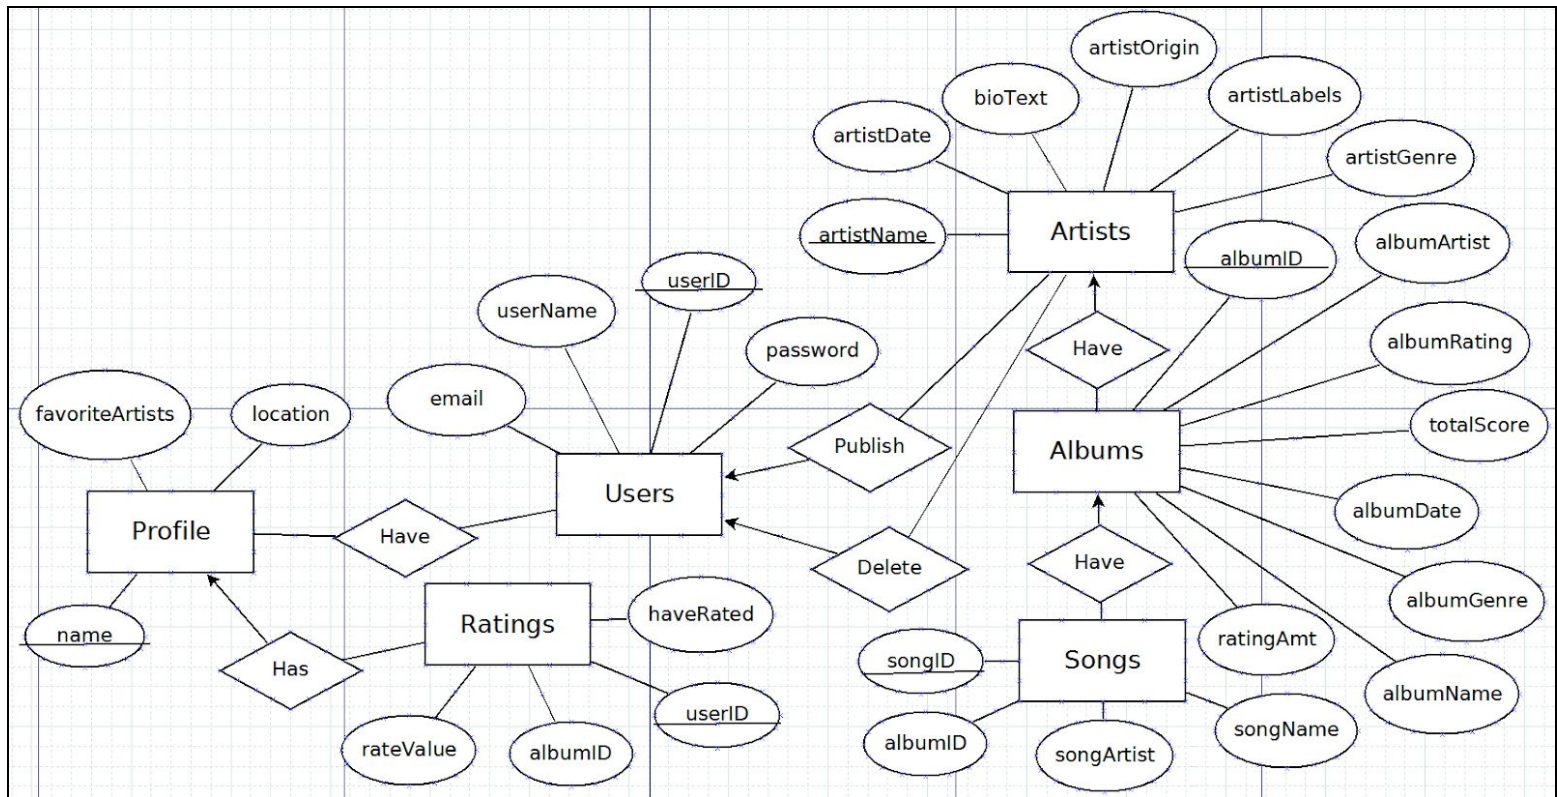 artistOrigin
bioText
artistLabels
artistDate
artistGenre
artistName
Artists
albumArtist
albumID
userID
userName
albumRating
Have
password
email
favoriteArtists
location
totalScore
Publish
Albums
Users
albumDate
Profile
Have
Have
Delete
albumGenre
haveRated
Ratings
name
ratingAmt
songID
Songs
Has
albumName
userID
songName
albumID
rateValue
albumID
songArtist